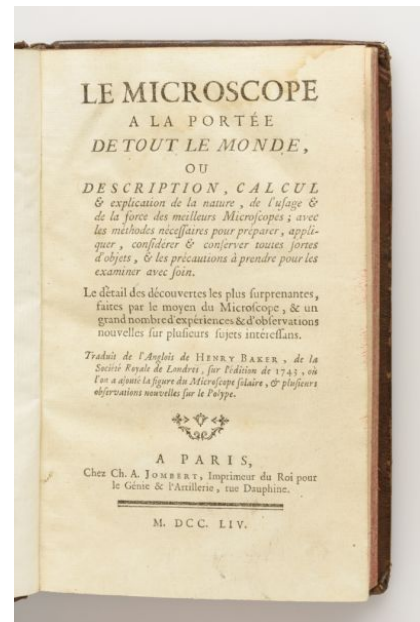 LE MICROSCOPE
A LA PORTÉE
DE TOUT LE MONDE,
OU
DESCRIPTION, CALCUL
& explication de la nature, de l'uſage &
de la force des meilleurs Microſcopes ; avec
les méthodes néceſſaires pour préparer, appli-
quer, conſidérer & conſerver toutes ſortes
d'objets, & les précautions à prendre pour les
examiner avec ſoin.
Le détail des découvertes les plus ſurprenantes,
faites par le moyen du Microſcope, & un
grand nombre d'expériences & d'obſervations
nouvelles ſur pluſieurs ſujets intéreſſans.
Traduit de l'Anglois de HENRY BAKER, de la
Société Royale de Londres, ſur l'édition de 1743, où
l'on a ajouté la figure du Microſcope ſolaire, & pluſieurs
obſervations nouvelles ſur le Polype.
A PARIS,
Chez Ch. A. JOMBERT, Imprimeur du Roi pour
le Génie & l'Artillerie, rue Dauphine.
M. DCC. LIV.